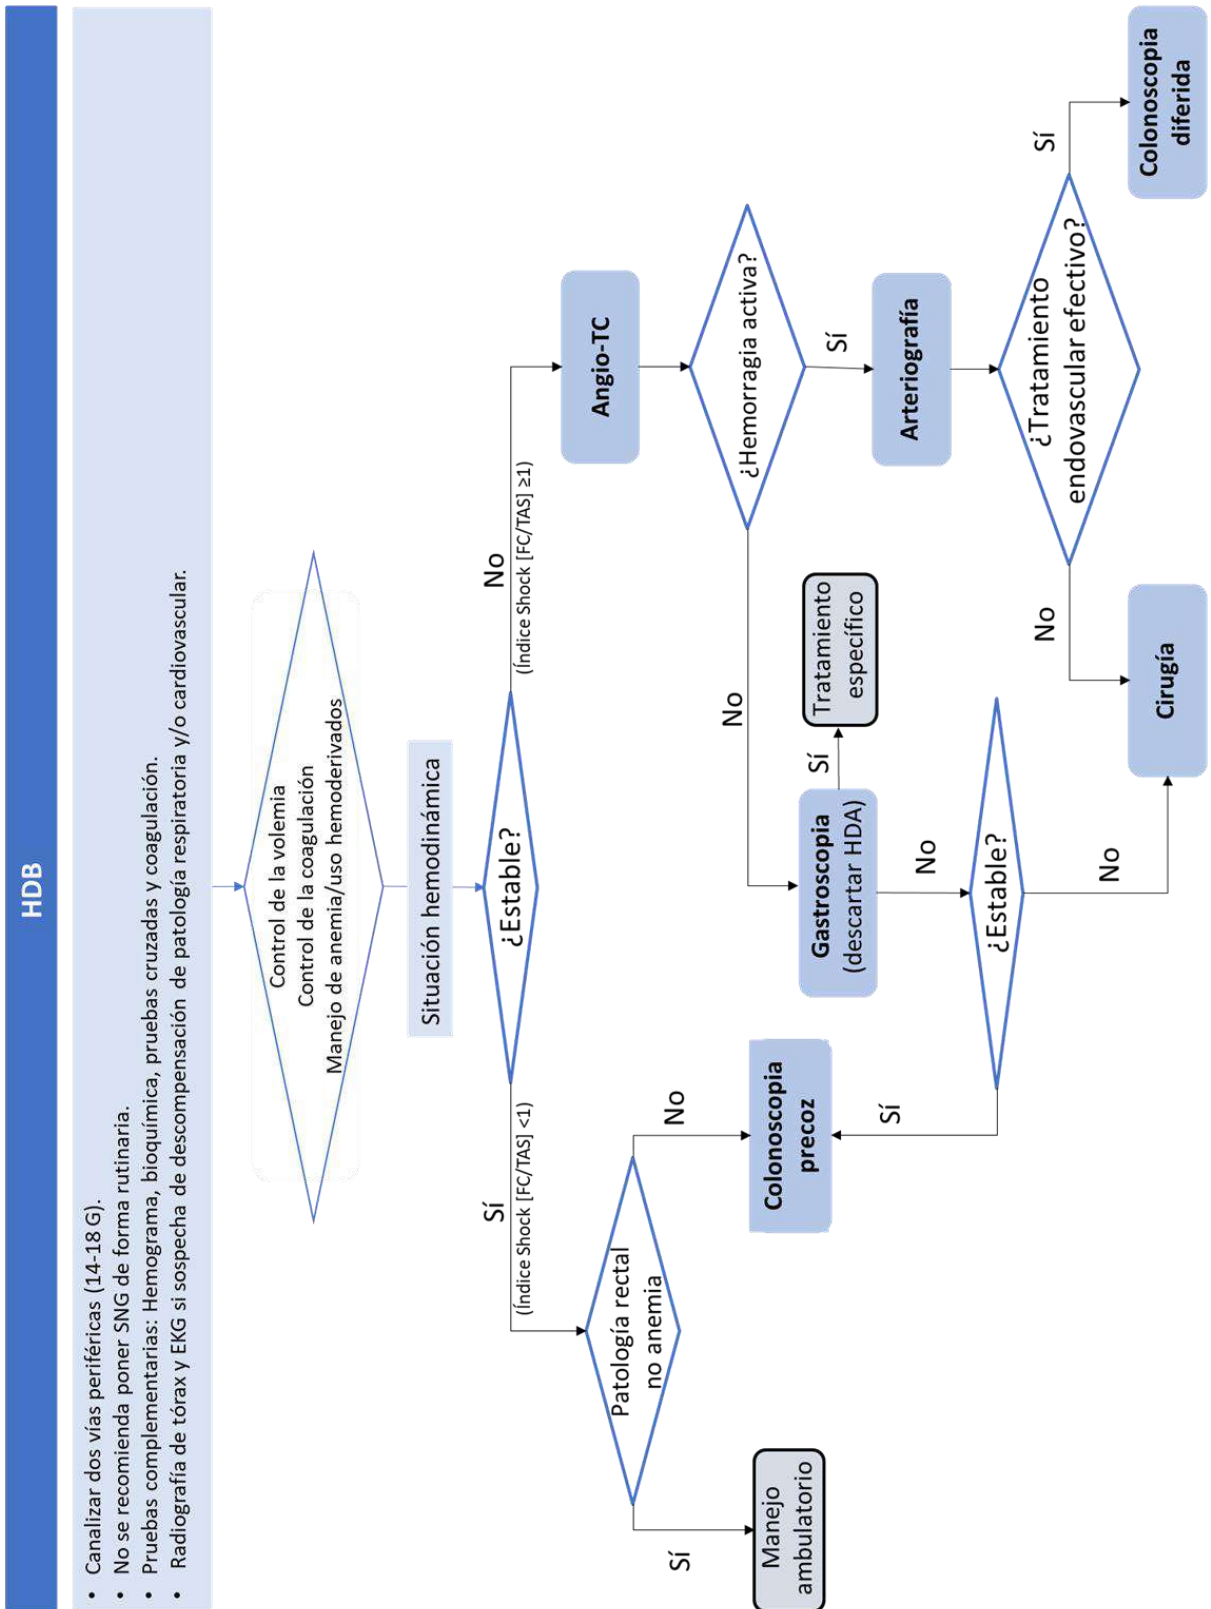 HDB
• Canalizar dos vías periféricas (14-18 G).
• No se recomienda poner SNG de forma rutinaria.
• Pruebas complementarias: Hemograma, bioquímica, pruebas cruzadas y coagulación.
• Radiografía de tórax y EKG si sospecha de descompensación de patología respiratoria y/o cardiovascular.
Control de la volemia
Control de la coagulación
Manejo de anemia/uso hemoderivados
Situación hemodinámica
¿Estable?
Sí
(Índice Shock [FC/TAS] <1)
No
(Índice Shock [FC/TAS] ≥1)
Patología rectal
no anemia
Sí
Manejo
ambulatorio
No
Colonoscopia
precoz
Angio-TC
¿Hemorragia activa?
No
Sí
Gastroscopia
(descartar HDA)
Sí
Tratamiento
específico
No
¿Estable?
Sí
No
Arteriografía
¿Tratamiento
endovascular efectivo?
No
Cirugía
Sí
Colonoscopia
diferida